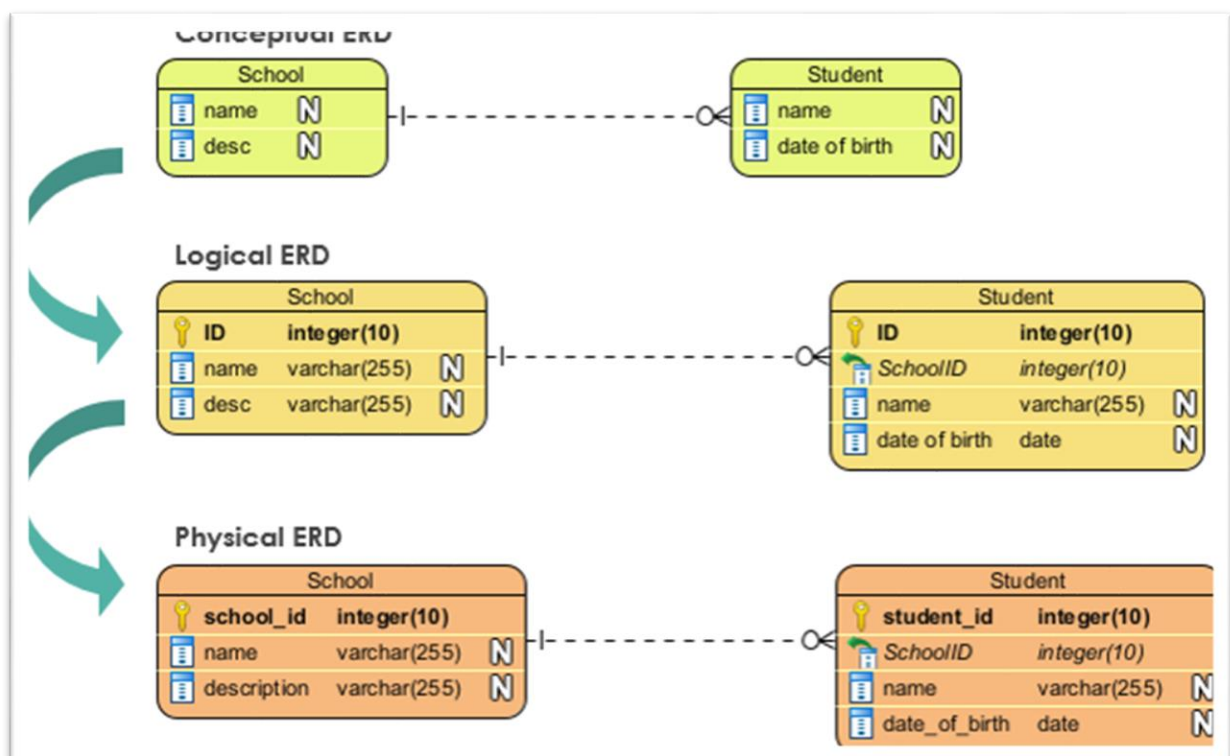 Conceptual ERD
School
name N
desc N
Student
name N
date of birth N
Logical ERD
School
ID integer(10)
name varchar(255) N
desc varchar(255) N
Student
ID integer(10)
SchoolID integer(10)
name varchar(255) N
date of birth date N
Physical ERD
School
school_id integer(10)
name varchar(255) N
description varchar(255) N
Student
student_id integer(10)
SchoolID integer(10)
name varchar(255) N
date_of_birth date N